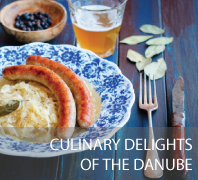 CULINARY DELIGHTS
OF THE DANUBE